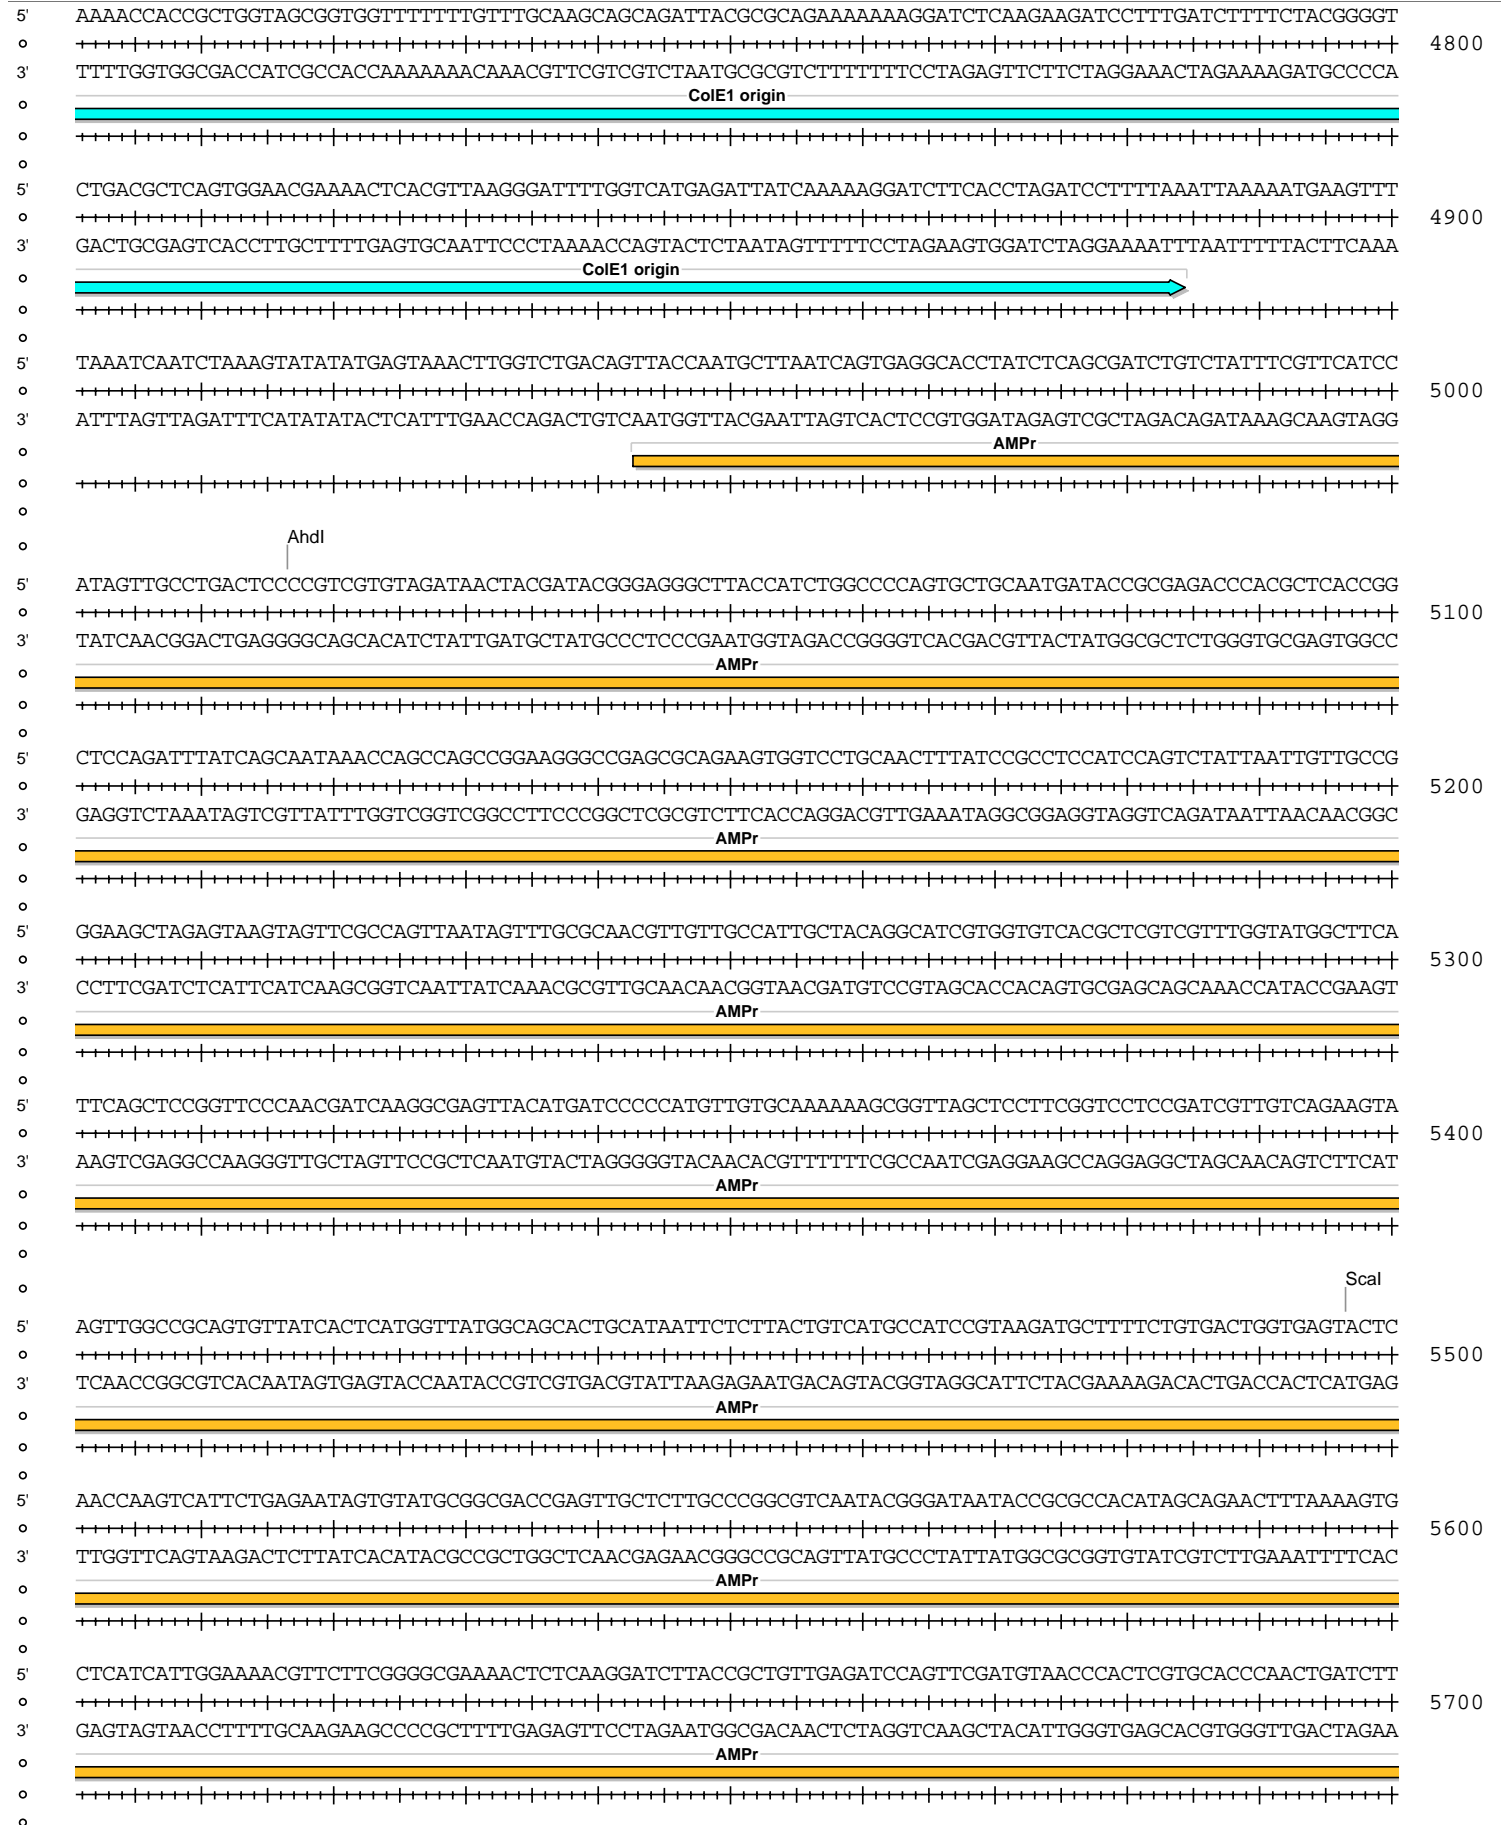 5' AAAACCACCGCTGGTAGCGGTGGTTTTTTTGTTTGCAAGCAGCAGATTACGCGCAGAAAAAAAGGATCTCAAGAAGATCCTTTGATCTTTTCTACGGGGT
4800
3' TTTTGGTGGCGACCATCGCCACCAAAAAAACAAACGTTCGTCGTCTAATGCGCGTCTTTTTTTCCTAGAGTTCTTCTAGGAAACTAGAAAAGATGCCCCA
ColE1 origin
5' CTGACGCTCAGTGGAACGAAAACTCACGTTAAGGGATTTTGGTCATGAGATTATCAAAAAGGATCTTCACCTAGATCCTTTTAAATTAAAAATGAAGTTT
4900
3' GACTGCGAGTCACCTTGCTTTTGAGTGCAATTCCCTAAAACCAGTACTCTAATAGTTTTTCCTAGAAGTGGATCTAGGAAAATTTAATTTTTACTTCAAA
ColE1 origin
5' TAAATCAATCTAAAGTATATATGAGTAAACTTGGTCTGACAGTTACCAATGCTTAATCAGTGAGGCACCTATCTCAGCGATCTGTCTATTTCGTTCATCC
5000
3' ATTTAGTTAGATTTCATATATACTCATTTGAACCAGACTGTCAATGGTTACGAATTAGTCACTCCGTGGATAGAGTCGCTAGACAGATAAAGCAAGTAGG
AMPr
AhdI
5' ATAGTTGCCTGACTCCCCGTCGTGTAGATAACTACGATACGGGAGGGCTTACCATCTGGCCCCAGTGCTGCAATGATACCGCGAGACCCACGCTCACCGG
5100
3' TATCAACGGACTGAGGGGCAGCACATCTATTGATGCTATGCCCTCCCGAATGGTAGACCGGGGTCACGACGTTACTATGGCGCTCTGGGTGCGAGTGGCC
AMPr
5' CTCCAGATTTATCAGCAATAAACCAGCCAGCCGGAAGGGCCGAGCGCAGAAGTGGTCCTGCAACTTTATCCGCCTCCATCCAGTCTATTAATTGTTGCCG
5200
3' GAGGTCTAAATAGTCGTTATTTGGTCGGTCGGCCTTCCCGGCTCGCGTCTTCACCAGGACGTTGAAATAGGCGGAGGTAGGTCAGATAATTAACAACGGC
AMPr
5' GGAAGCTAGAGTAAGTAGTTCGCCAGTTAATAGTTTGCGCAACGTTGTTGCCATTGCTACAGGCATCGTGGTGTCACGCTCGTCGTTTGGTATGGCTTCA
5300
3' CCTTCGATCTCATTCATCAAGCGGTCAATTATCAAACGCGTTGCAACAACGGTAACGATGTCCGTAGCACCACAGTGCGAGCAGCAAACCATACCGAAGT
AMPr
5' TTCAGCTCCGGTTCCCAACGATCAAGGCGAGTTACATGATCCCCCATGTTGTGCAAAAAAGCGGTTAGCTCCTTCGGTCCTCCGATCGTTGTCAGAAGTA
5400
3' AAGTCGAGGCCAAGGGTTGCTAGTTCCGCTCAATGTACTAGGGGGTACAACACGTTTTTTCGCCAATCGAGGAAGCCAGGAGGCTAGCAACAGTCTTCAT
AMPr
ScaI
5' AGTTGGCCGCAGTGTTATCACTCATGGTTATGGCAGCACTGCATAATTCTCTTACTGTCATGCCATCCGTAAGATGCTTTTCTGTGACTGGTGAGTACTC
5500
3' TCAACCGGCGTCACAATAGTGAGTACCAATACCGTCGTGACGTATTAAGAGAATGACAGTACGGTAGGCATTCTACGAAAAGACACTGACCACTCATGAG
AMPr
5' AACCAAGTCATTCTGAGAATAGTGTATGCGGCGACCGAGTTGCTCTTGCCCGGCGTCAATACGGGATAATACCGCGCCACATAGCAGAACTTTAAAAGTG
5600
3' TTGGTTCAGTAAGACTCTTATCACATACGCCGCTGGCTCAACGAGAACGGGCCGCAGTTATGCCCTATTATGGCGCGGTGTATCGTCTTGAAATTTTCAC
AMPr
5' CTCATCATTGGAAAACGTTCTTCGGGGCGAAAACTCTCAAGGATCTTACCGCTGTTGAGATCCAGTTCGATGTAACCCACTCGTGCACCCAACTGATCTT
5700
3' GAGTAGTAACCTTTTGCAAGAAGCCCCGCTTTTGAGAGTTCCTAGAATGGCGACAACTCTAGGTCAAGCTACATTGGGTGAGCACGTGGGTTGACTAGAA
AMPr